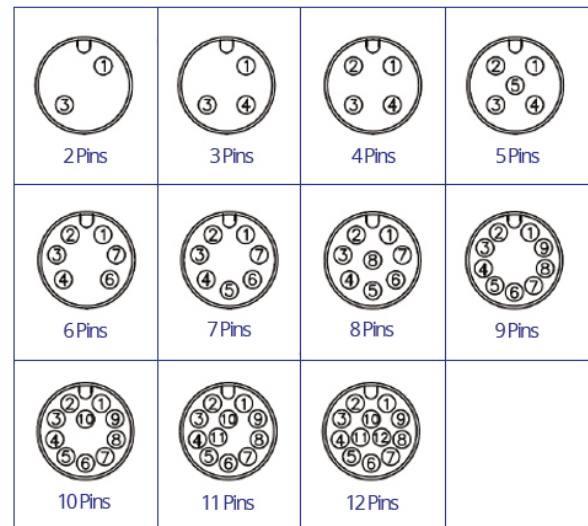 1
3
2 Pins
1
3 4
3 Pins
2 1
3 4
4 Pins
2 1
5
3 4
5 Pins
2 1
3 7
4 6
6 Pins
2 1
3 7
4 6
5
7 Pins
2 1
3 7
8
4 6
5
8 Pins
2 1
3 9
4 8
5 7
6
9 Pins
2 1
3 10 9
4 8
5 7
6
10 Pins
2 1
3 10 9
4 11 8
5 7
6
11 Pins
2 1
3 10 9
4 11 12 8
5 7
6
12 Pins